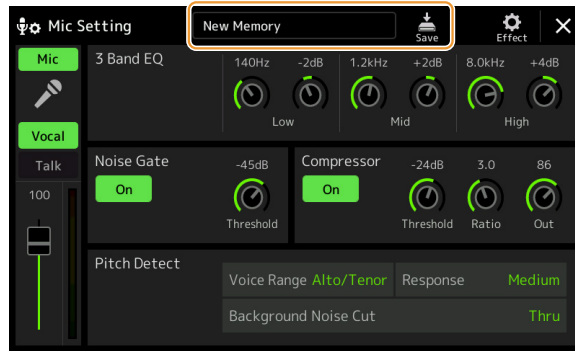 Mic Setting New Memory Save Effect
Mic 3 Band EQ 140Hz -2dB 1.2kHz +2dB 8.0kHz +4dB
Low Mid High
Vocal
Talk Noise Gate -45dB Compressor -24dB 3.0 86
100 On On
Threshold Threshold Ratio Out
Pitch Detect
Voice Range Alto/Tenor Response Medium
Background Noise Cut Thru